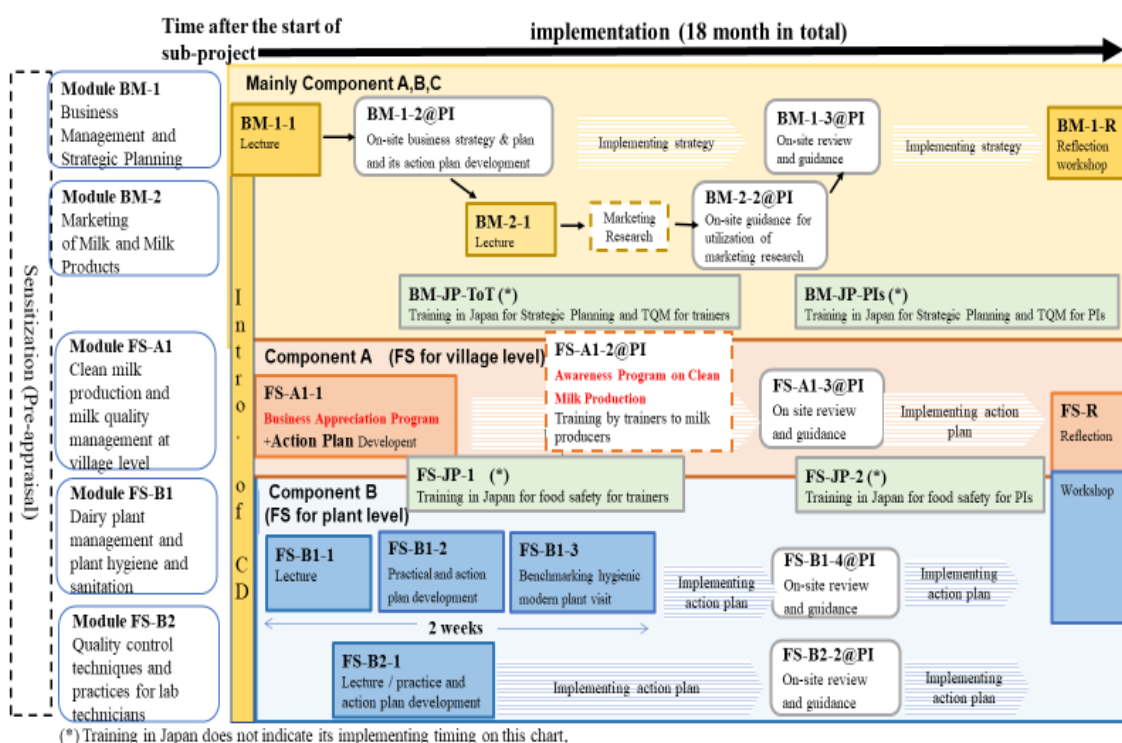 Time after the start of
sub-project
implementation (18 month in total)
Sensitization (Pre-appraisal)
Module BM-1
Business
Management and
Strategic Planning
Module BM-2
Marketing
of Milk and Milk
Products
Module FS-A1
Clean milk
production and
milk quality
management at
village level
Module FS-B1
Dairy plant
management and
plant hygiene and
sanitation
Module FS-B2
Quality control
techniques and
practices for lab
technicians
Intro. of CD
Mainly Component A,B,C
BM-1-1
Lecture
BM-1-2@PI
On-site business strategy & plan
and its action plan development
Implementing strategy
BM-1-3@PI
On-site review
and guidance
Implementing strategy
BM-1-R
Reflection
workshop
BM-2-1
Lecture
Marketing
Research
BM-2-2@PI
On-site guidance for
utilization of
marketing research
BM-JP-ToT (*)
Training in Japan for Strategic Planning and TQM for trainers
BM-JP-PIs (*)
Training in Japan for Strategic Planning and TQM for PIs
Component A (FS for village level)
FS-A1-1
Business Appreciation Program
+Action Plan Developent
FS-A1-2@PI
Awareness Program on Clean
Milk Production
Training by trainers to milk
producers
FS-A1-3@PI
On site review
and guidance
Implementing action
plan
FS-R
Reflection
Workshop
FS-JP-1 (*)
Training in Japan for food safety for trainers
FS-JP-2 (*)
Training in Japan for food safety for PIs
Component B
(FS for plant level)
FS-B1-1
Lecture
FS-B1-2
Practical and action
plan development
FS-B1-3
Benchmarking hygienic
modern plant visit
Implementing
action plan
FS-B1-4@PI
On-site review
and guidance
Implementing
action plan
2 weeks
FS-B2-1
Lecture / practice and
action plan development
Implementing action plan
FS-B2-2@PI
On-site review
and guidance
Implementing
action plan
(*) Training in Japan does not indicate its implementing timing on this chart.